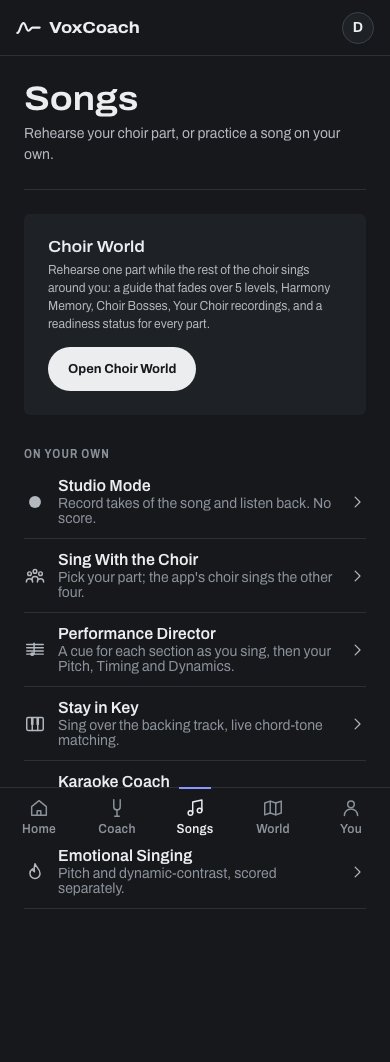 VoxCoach
D
Songs
Rehearse your choir part, or practice a song on your
own.
Choir World
Rehearse one part while the rest of the choir sings
around you: a guide that fades over 5 levels, Harmony
Memory, Choir Bosses, Your Choir recordings, and a
readiness status for every part.
Open Choir World
ON YOUR OWN
Studio Mode
Record takes of the song and listen back. No
score.
Sing With the Choir
Pick your part; the app's choir sings the other
four.
Performance Director
A cue for each section as you sing, then your
Pitch, Timing and Dynamics.
Stay in Key
Sing over the backing track, live chord-tone
matching.
Karaoke Coach
Home
Coach
Songs
World
You
Emotional Singing
Pitch and dynamic-contrast, scored
separately.